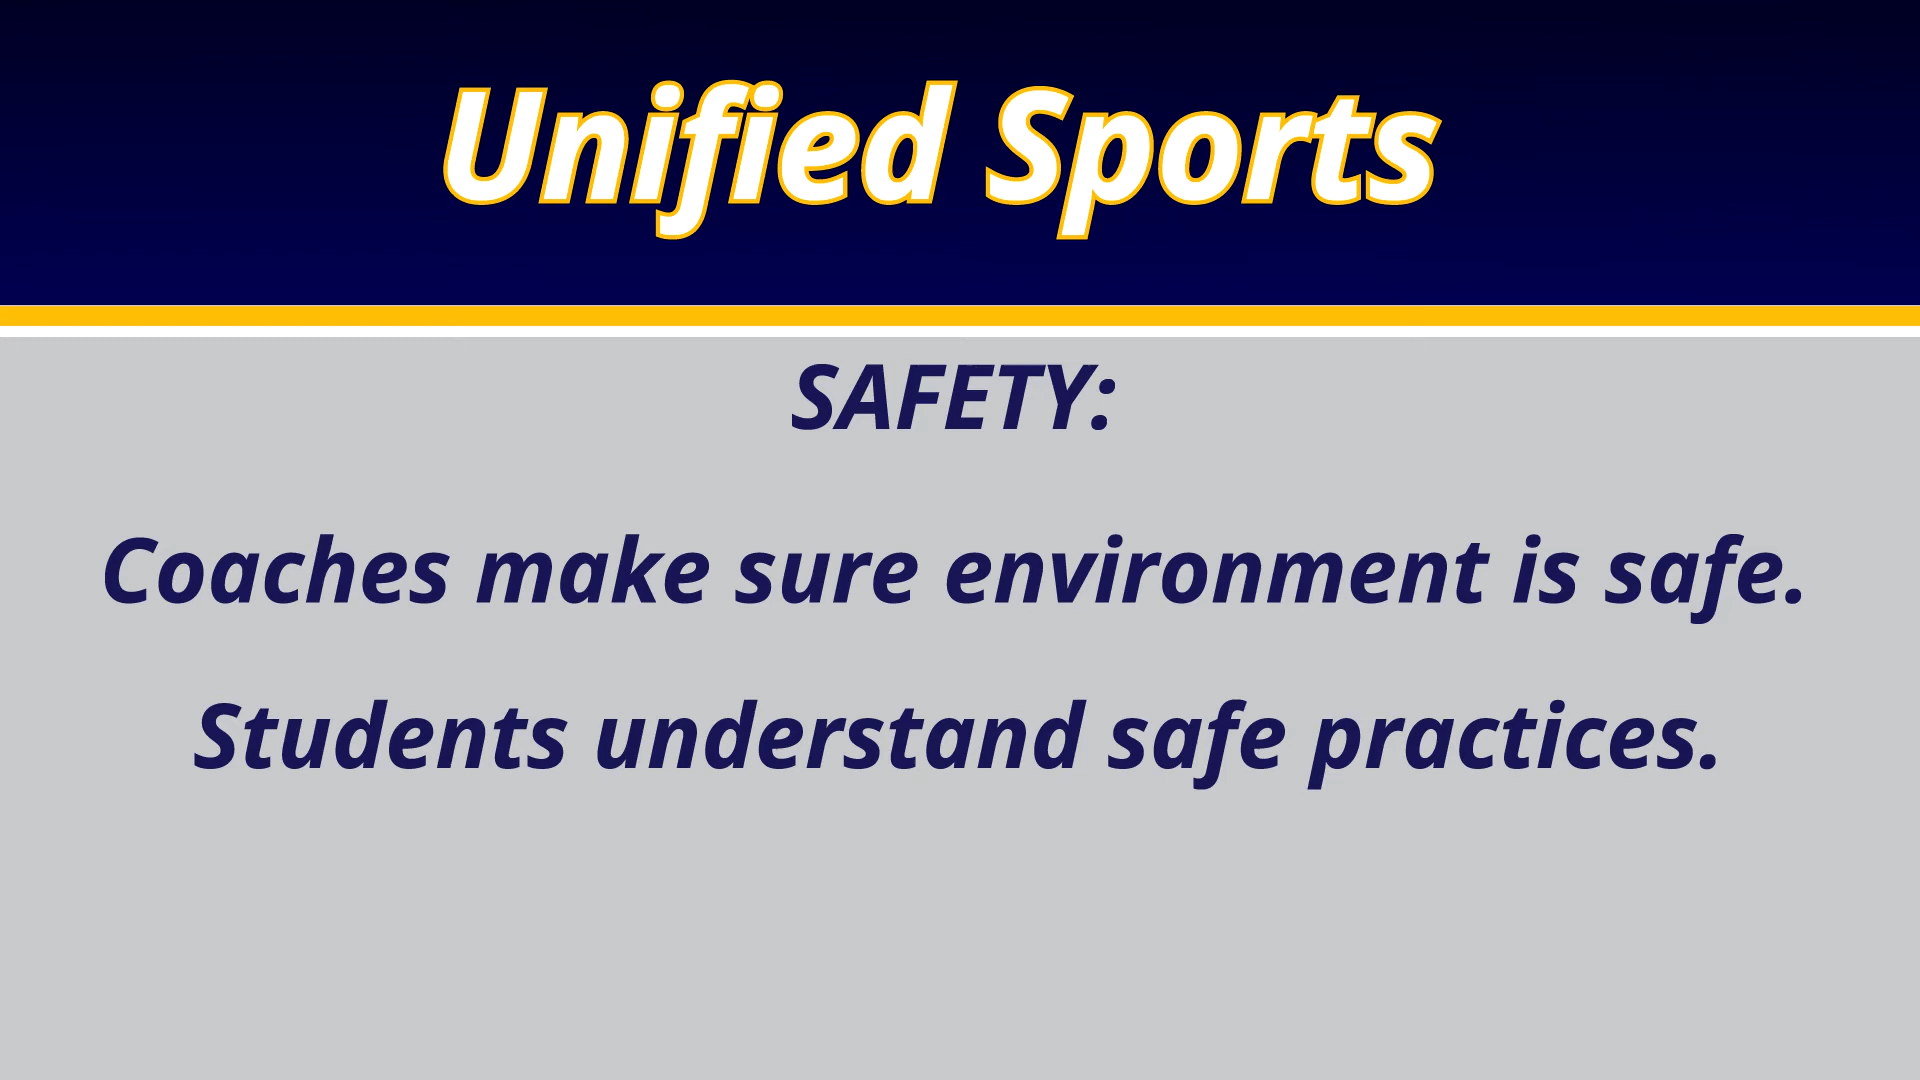 Unified Sports
SAFETY:
Coaches make sure environment is safe.
Students understand safe practices.